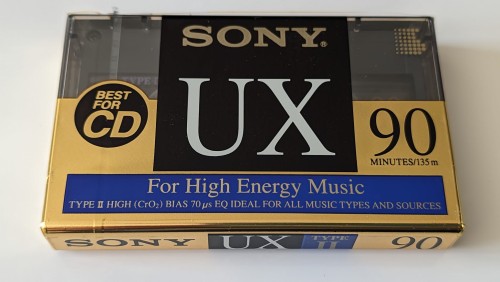 SONY®
BEST
FOR
CD
UX
90
MINUTES/135 m
For High Energy Music
TYPE II HIGH (CrO₂) BIAS 70 µs EQ IDEAL FOR ALL MUSIC TYPES AND SOURCES
SONY UX TYPE II 90